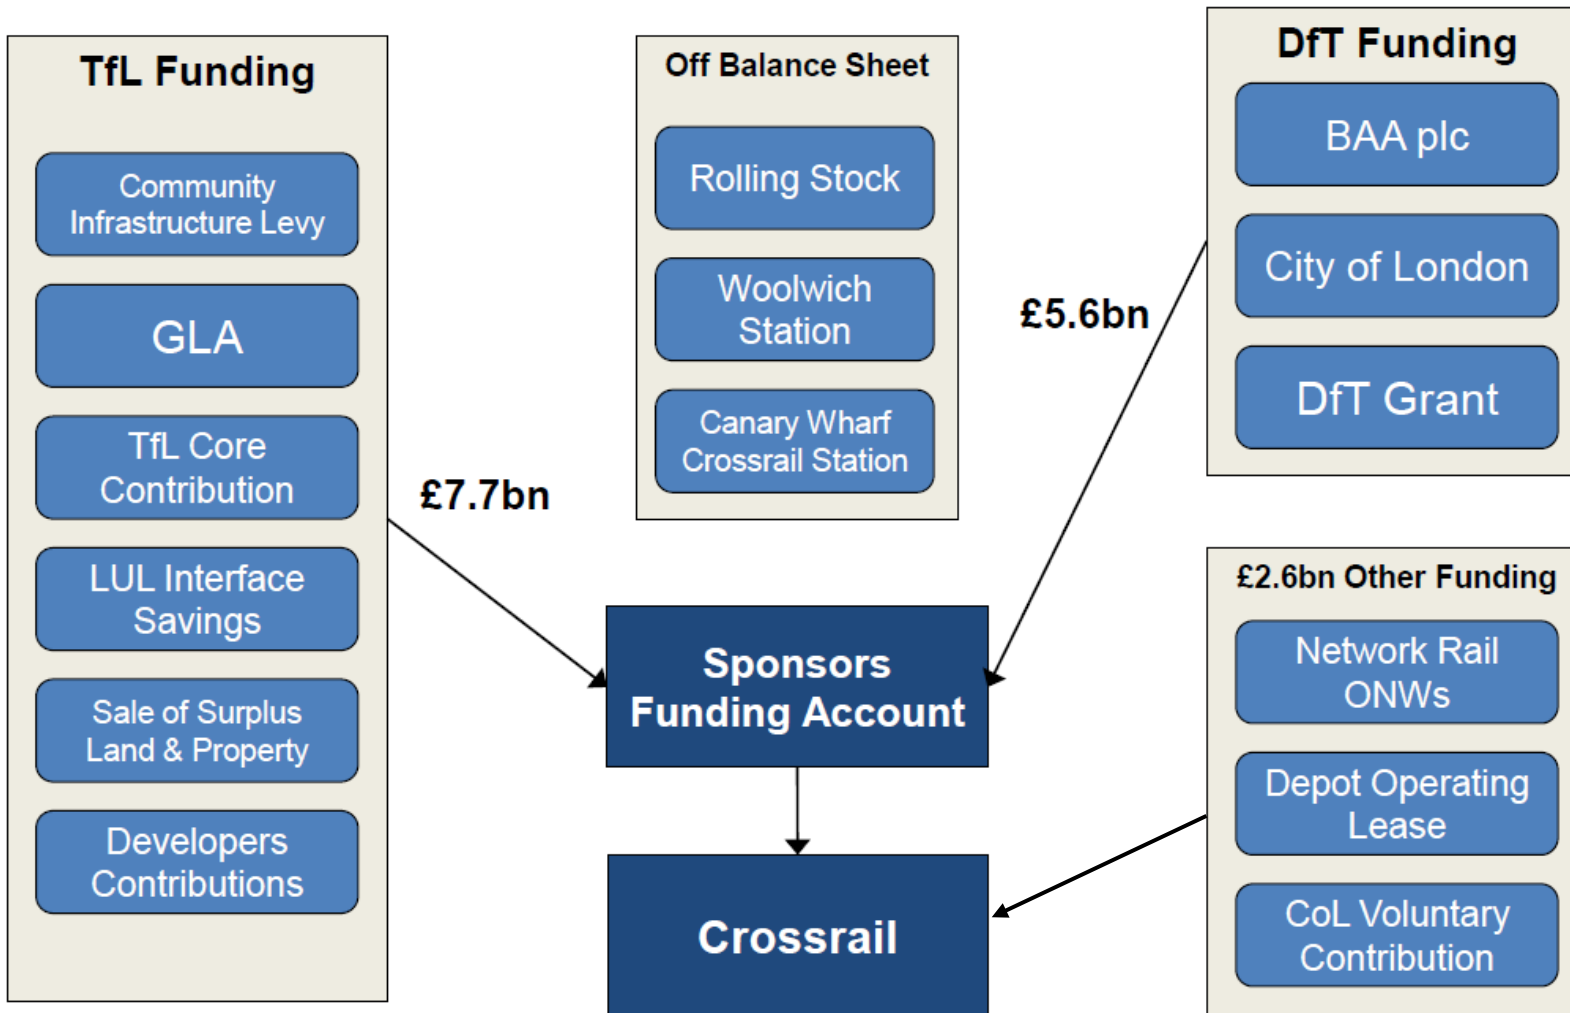 TfL Funding
Community
Infrastructure Levy
GLA
TfL Core
Contribution
LUL Interface
Savings
Sale of Surplus
Land & Property
Developers
Contributions
£7.7bn
Off Balance Sheet
Rolling Stock
Woolwich
Station
Canary Wharf
Crossrail Station
Sponsors
Funding Account
Crossrail
£5.6bn
DfT Funding
BAA plc
City of London
DfT Grant
£2.6bn Other Funding
Network Rail
ONWs
Depot Operating
Lease
CoL Voluntary
Contribution